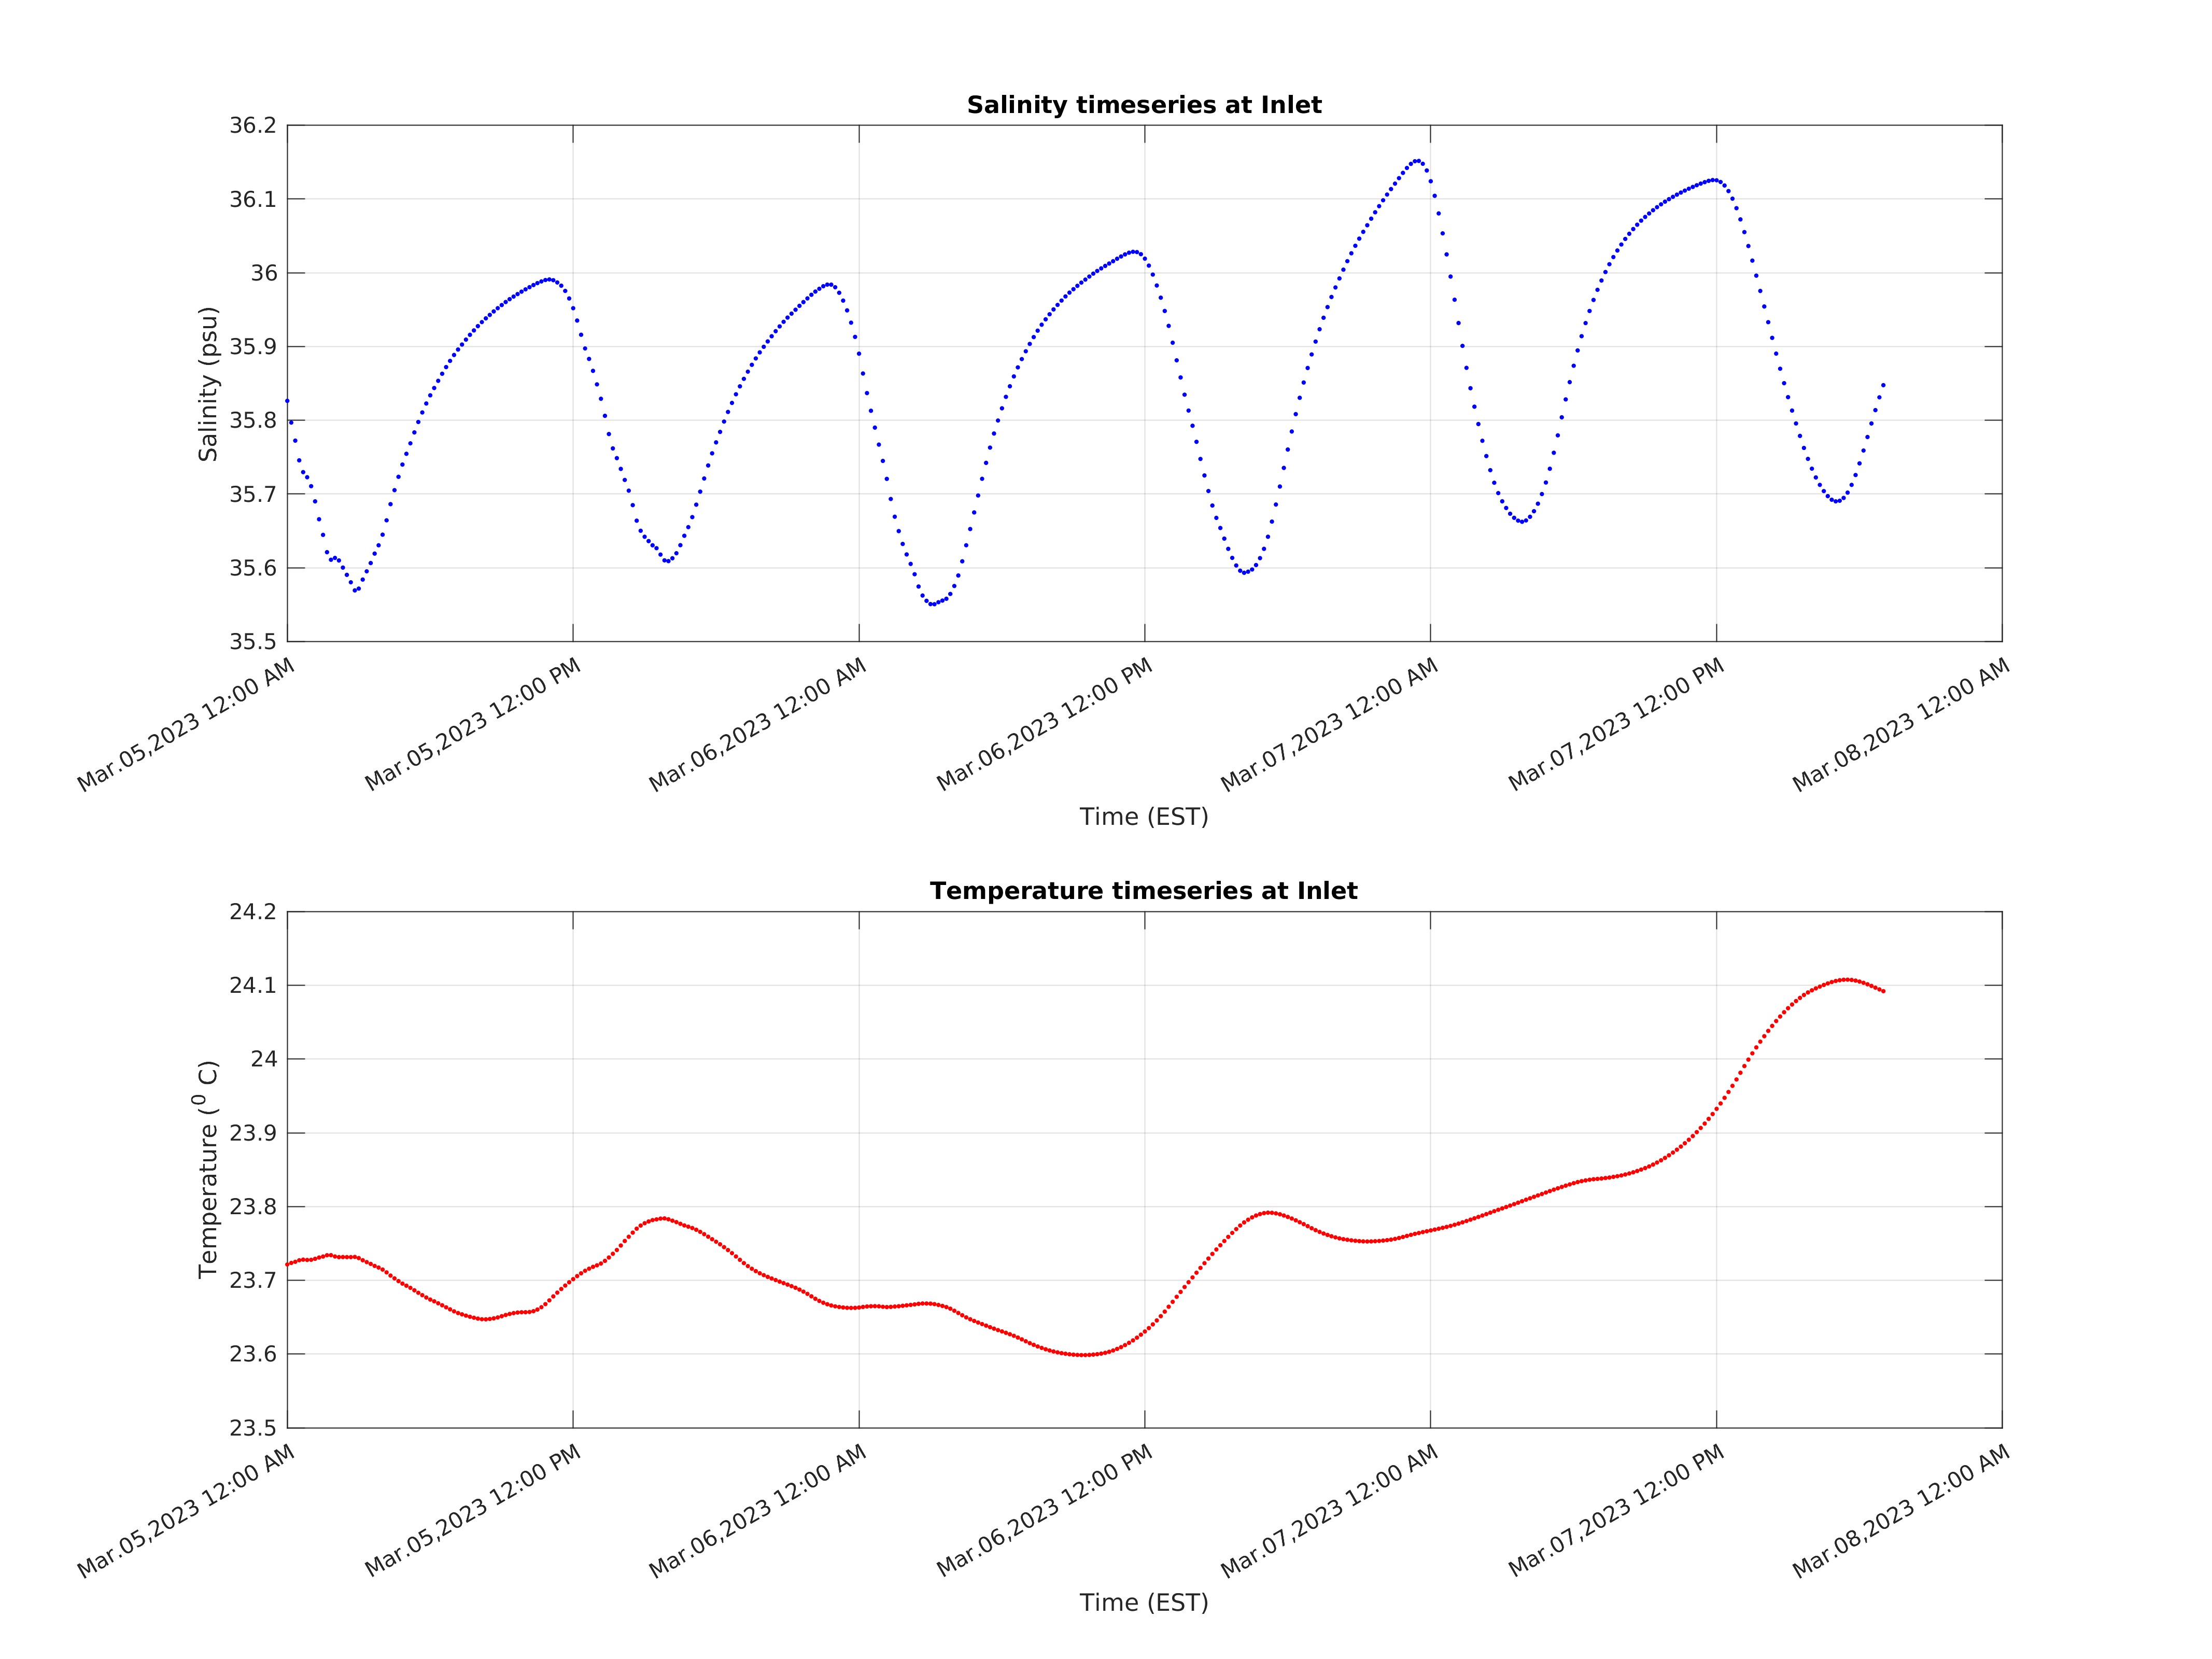 Salinity timeseries at Inlet
36.2
36.1
36
35.9
35.8
35.7
35.6
35.5
Salinity (psu)
Mar.05,2023 12:00 AM
Mar.05,2023 12:00 PM
Mar.06,2023 12:00 AM
Mar.06,2023 12:00 PM
Mar.07,2023 12:00 AM
Mar.07,2023 12:00 PM
Mar.08,2023 12:00 AM
Time (EST)
Temperature timeseries at Inlet
24.2
24.1
24
23.9
23.8
23.7
23.6
23.5
Temperature (⁰ C)
Mar.05,2023 12:00 AM
Mar.05,2023 12:00 PM
Mar.06,2023 12:00 AM
Mar.06,2023 12:00 PM
Mar.07,2023 12:00 AM
Mar.07,2023 12:00 PM
Mar.08,2023 12:00 AM
Time (EST)